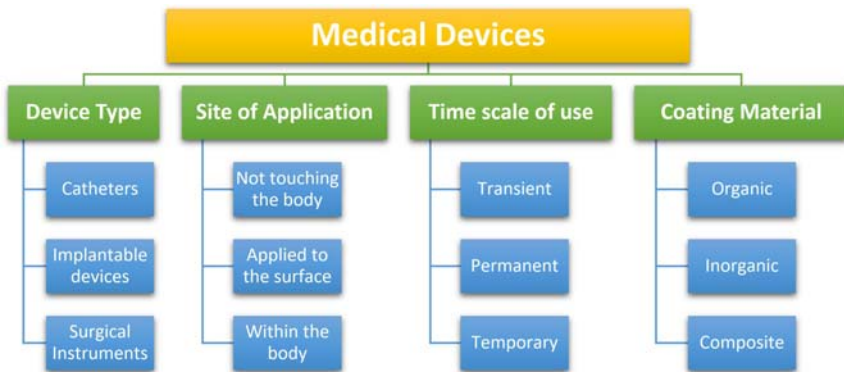 Medical Devices
Device Type
Site of Application
Time scale of use
Coating Material
Catheters
Implantable
devices
Surgical
Instruments
Not touching
the body
Applied to
the surface
Within the
body
Transient
Permanent
Temporary
Organic
Inorganic
Composite